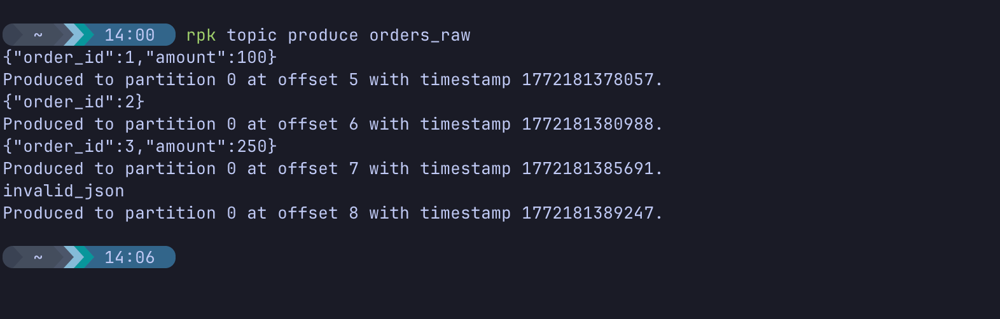 ~ 14:00 rpk topic produce orders_raw
{"order_id":1,"amount":100}
Produced to partition 0 at offset 5 with timestamp 1772181378057.
{"order_id":2}
Produced to partition 0 at offset 6 with timestamp 1772181380988.
{"order_id":3,"amount":250}
Produced to partition 0 at offset 7 with timestamp 1772181385691.
invalid_json
Produced to partition 0 at offset 8 with timestamp 1772181389247.
~ 14:06